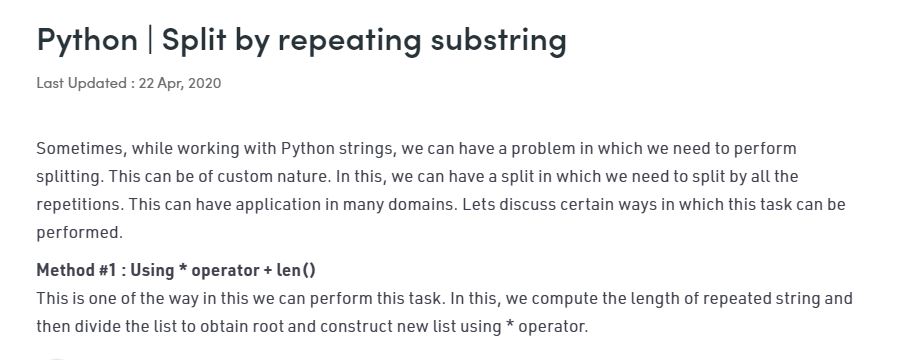 Python | Split by repeating substring
Last Updated : 22 Apr, 2020
Sometimes, while working with Python strings, we can have a problem in which we need to perform
splitting. This can be of custom nature. In this, we can have a split in which we need to split by all the
repetitions. This can have application in many domains. Lets discuss certain ways in which this task can be
performed.
Method #1 : Using * operator + len()
This is one of the way in this we can perform this task. In this, we compute the length of repeated string and
then divide the list to obtain root and construct new list using * operator.